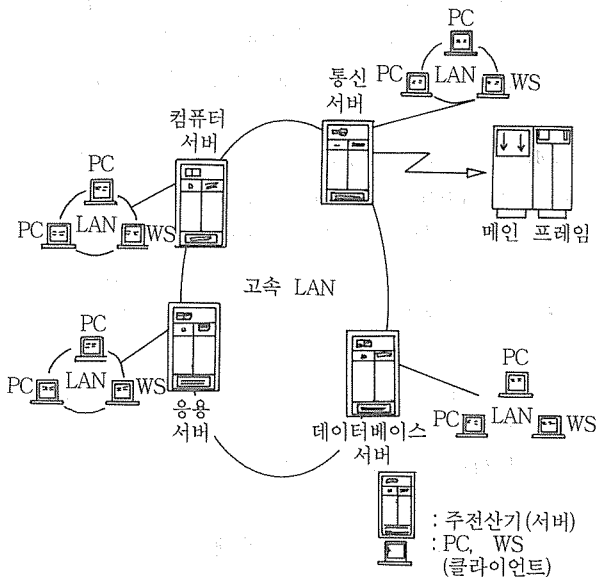 PC
PC LAN WS
통신
서버
컴퓨터
서버
PC
PC LAN WS
메인 프레임
고속 LAN
PC
PC LAN WS
응용
서버
데이터베이스
서버
PC
PC LAN WS
: 주전산기(서버)
: PC, WS
(클라이언트)